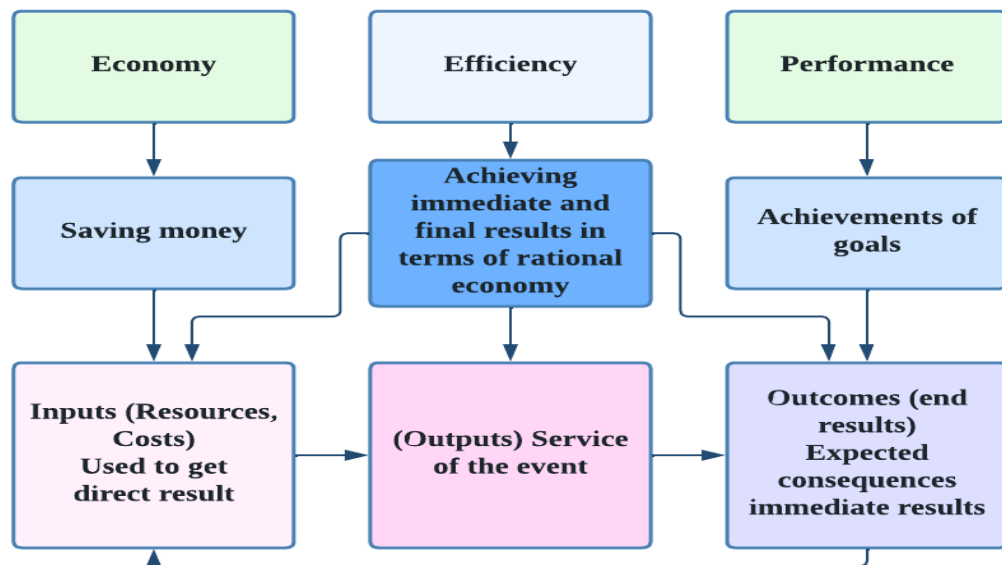 Economy
Efficiency
Performance
Saving money
Achieving
immediate and
final results in
terms of rational
economy
Achievements of
goals
Inputs (Resources,
Costs)
Used to get
direct result
(Outputs) Service
of the event
Outcomes (end
results)
Expected
consequences
immediate results